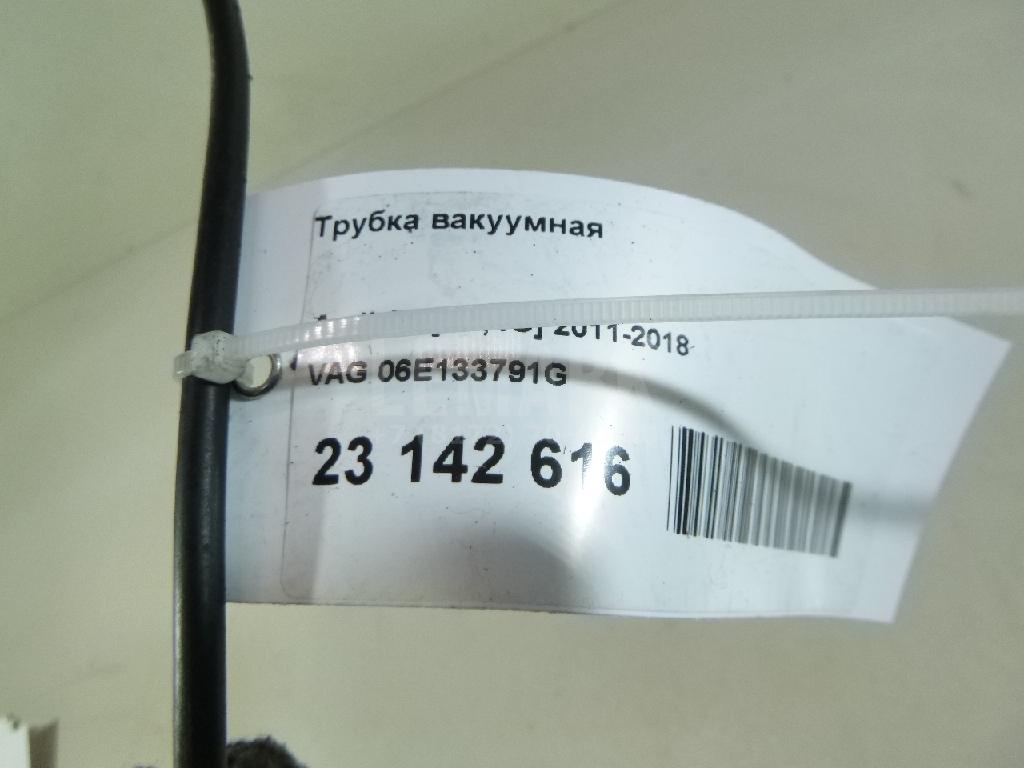 Трубка вакуумная
2011-2018
VAG 06E133791G
23 142 616